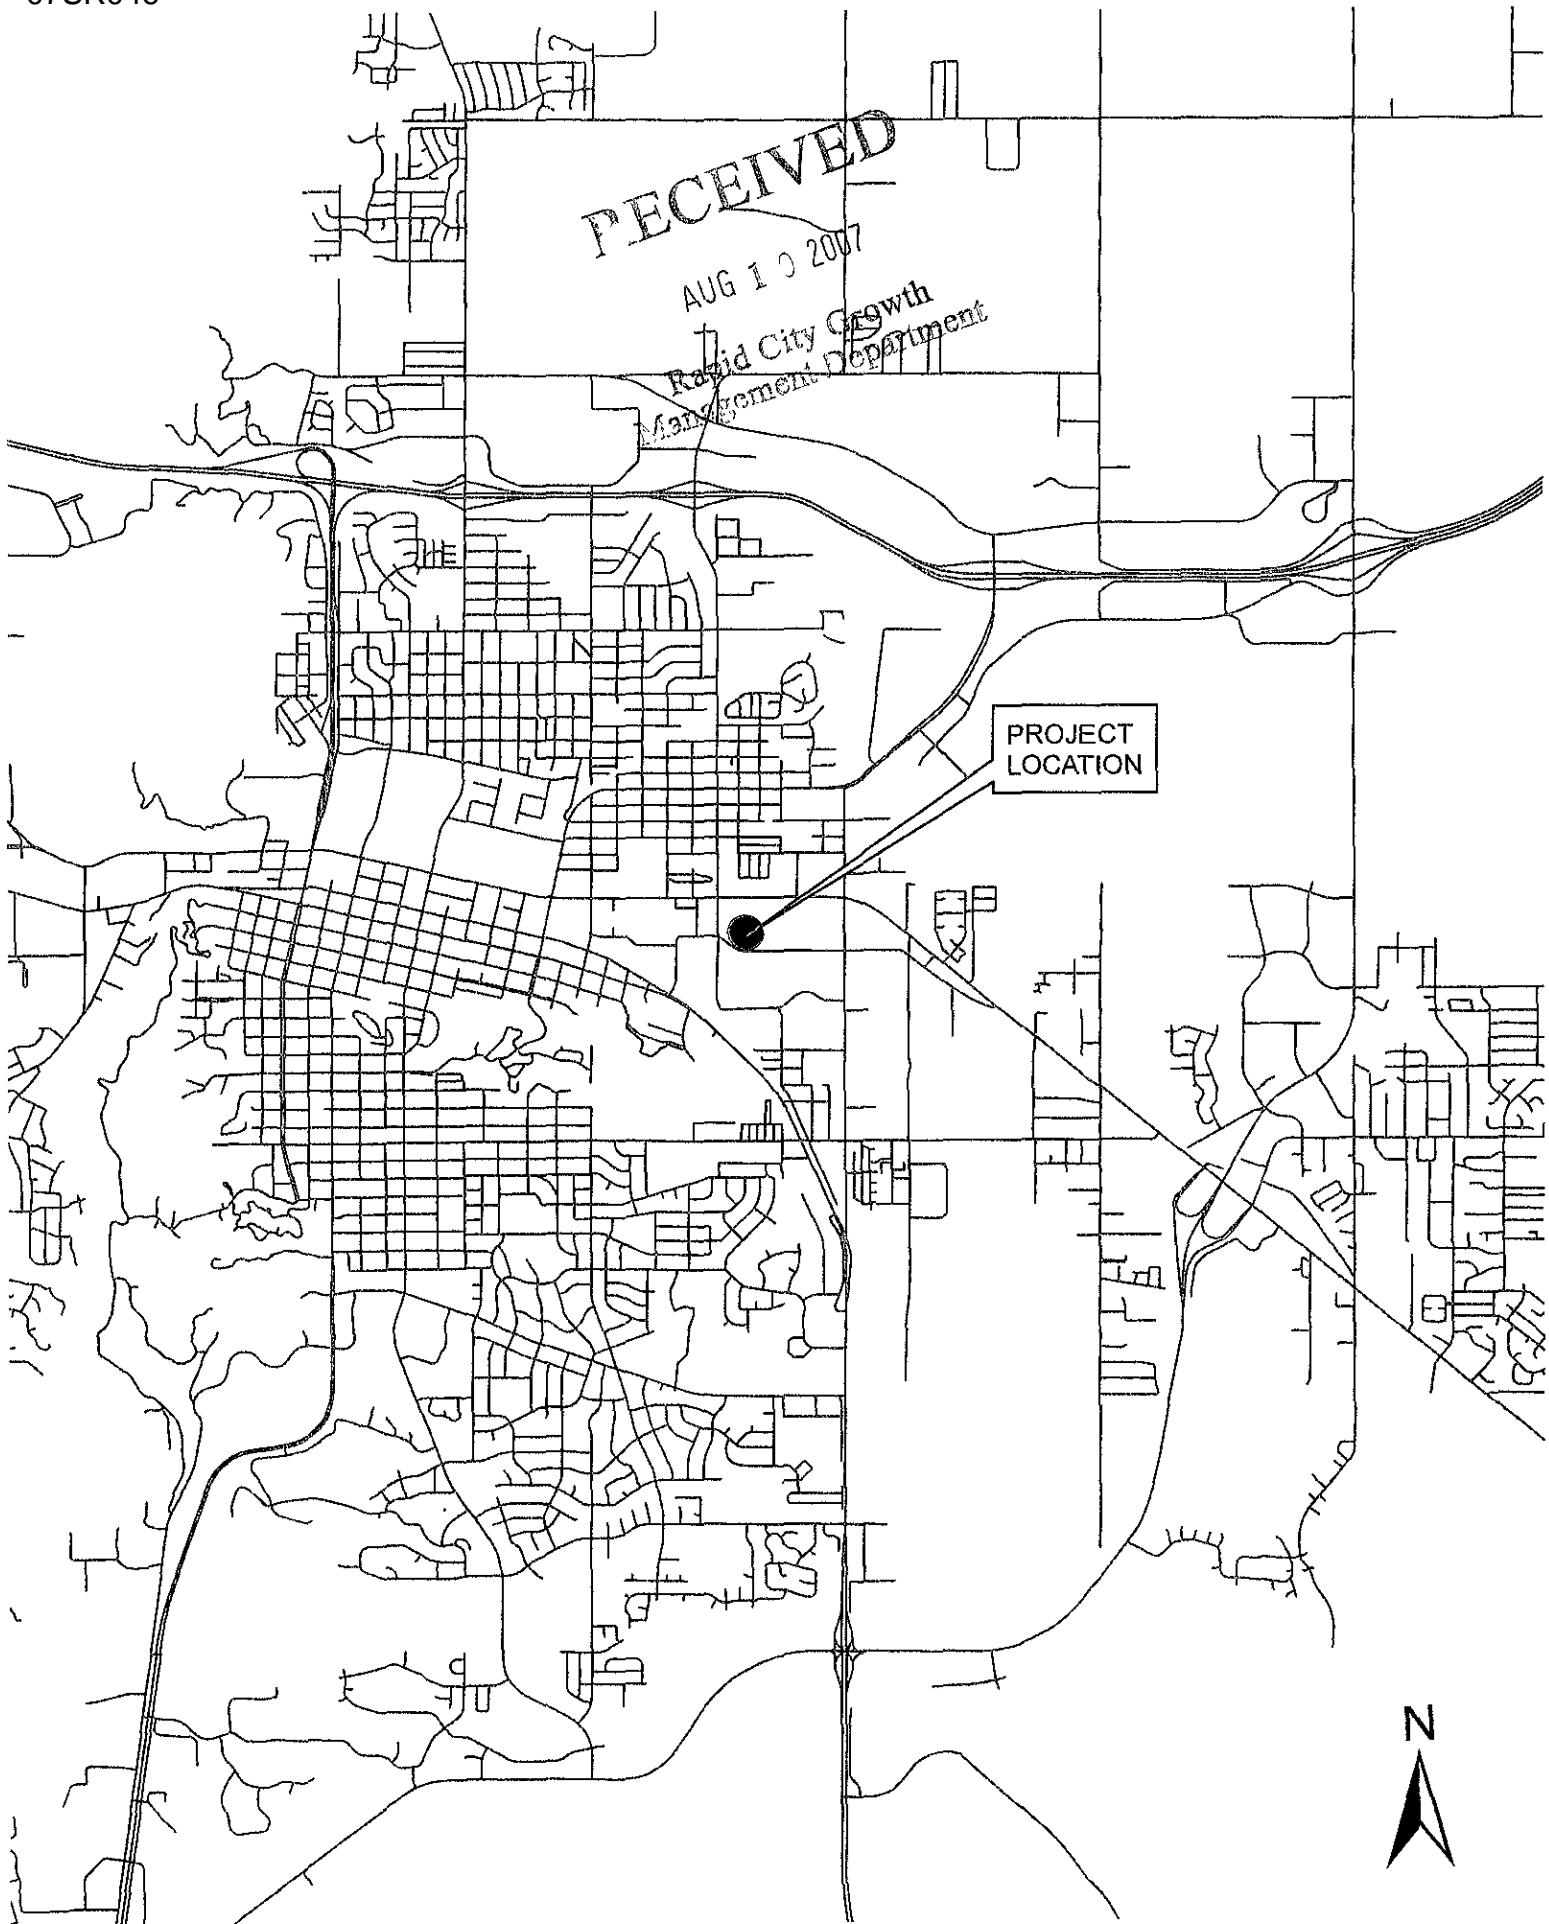 RECEIVED
AUG 1 0 2007
Rapid City Growth
Management Department
PROJECT
LOCATION
N